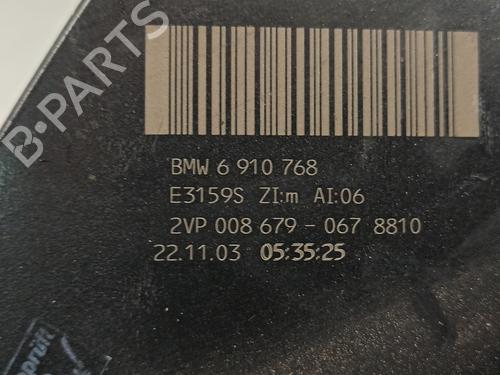 B-PARTS
BMW 6 910 768
E3159S ZI:m AI:06
2VP 008 679 - 067 8810
22.11.03 05:35:25